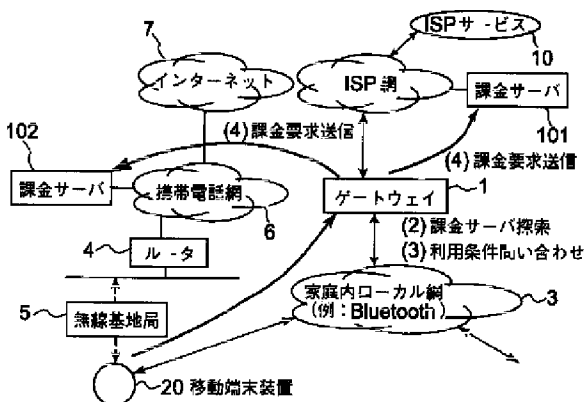 ISPサービス
10
7
インターネット
ISP 網
課金サーバ
101
102
(4) 課金要求送信
(4) 課金要求送信
課金サーバ
携帯電話網
6
ゲートウェイ
1
4
ルータ
(2) 課金サーバ探索
(3) 利用条件問い合わせ
5
無線基地局
家庭内ローカル網
(例：Bluetooth)
3
20 移動端末装置